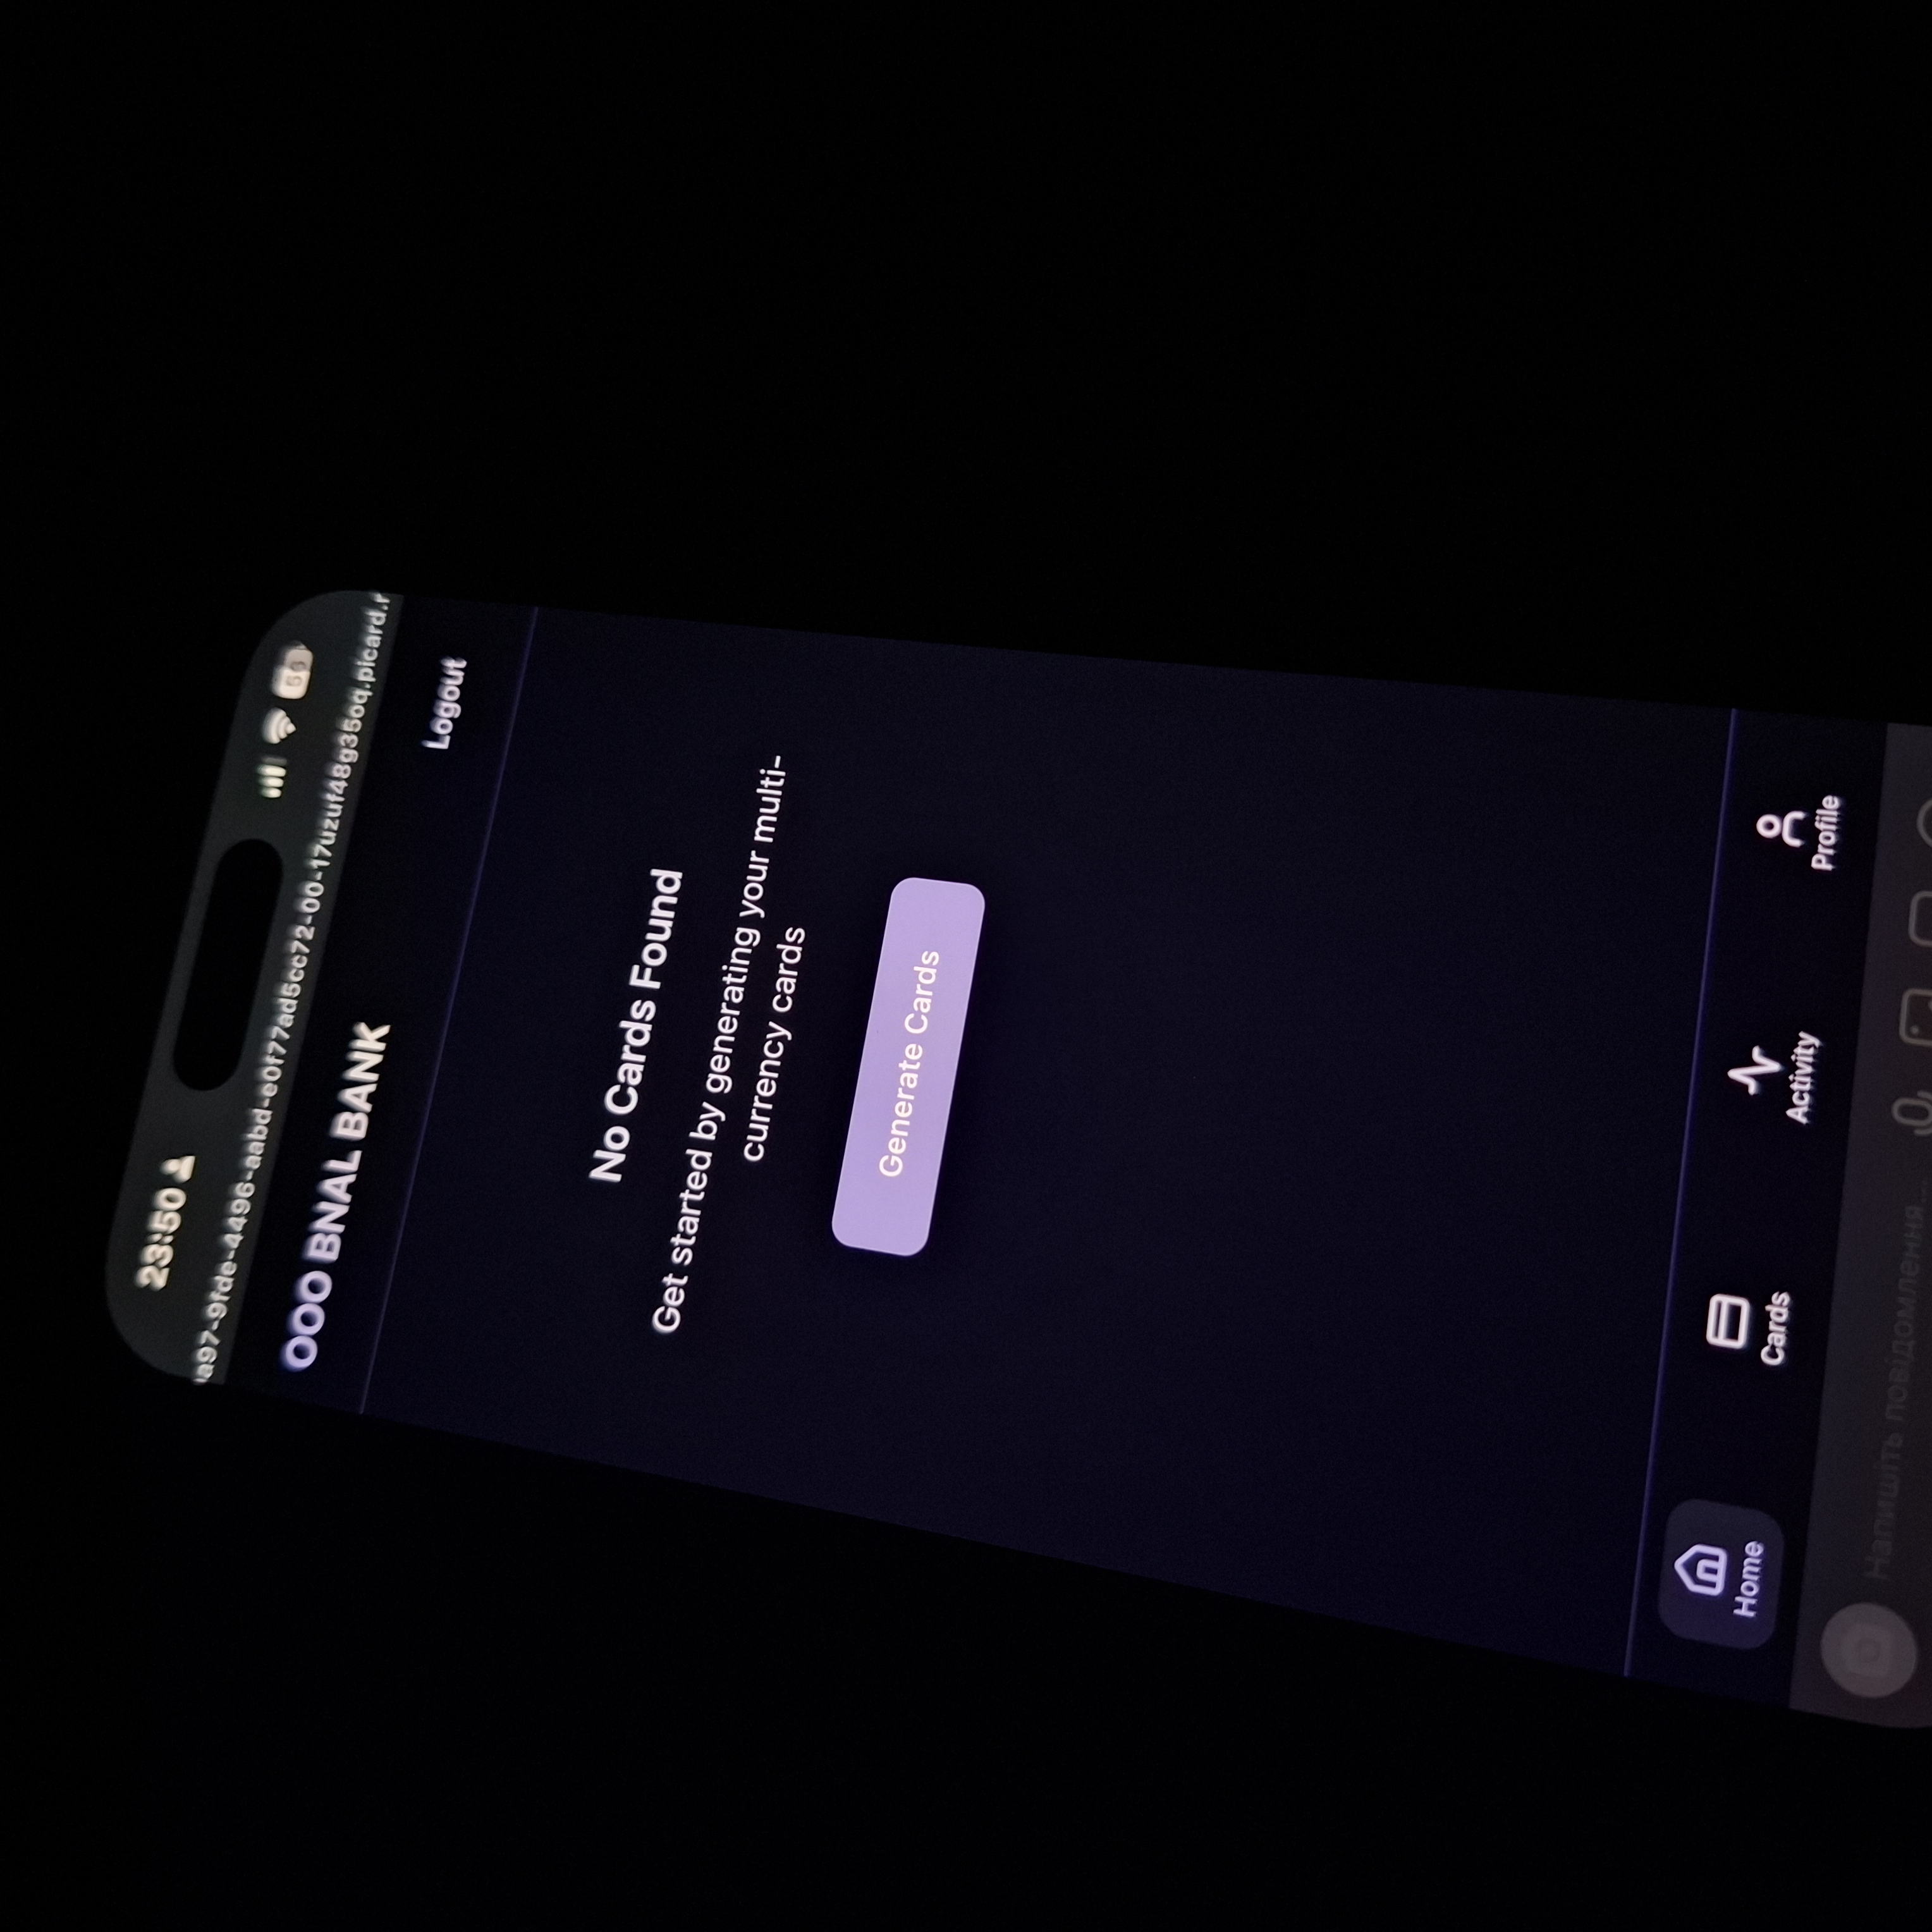 23:50
a97-9fde-4496-aabd-e0f77ad5cc72-00-17uzuf48g35oq.picard.r
56
OOO BNAL BANK
Logout
No Cards Found
Get started by generating your multi-
currency cards
Generate Cards
Home
Cards
Activity
Profile
Напишіть повідомлення...